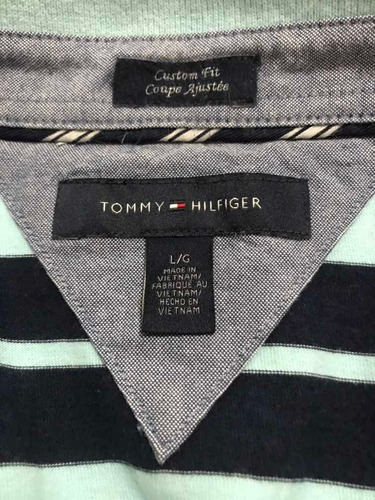 Custom Fit
Coupe Ajustée
TOMMY HILFIGER
L/G
MADE IN
VIETNAM/
FABRIQUÉ AU
VIETNAM/
HECHO EN
VIETNAM